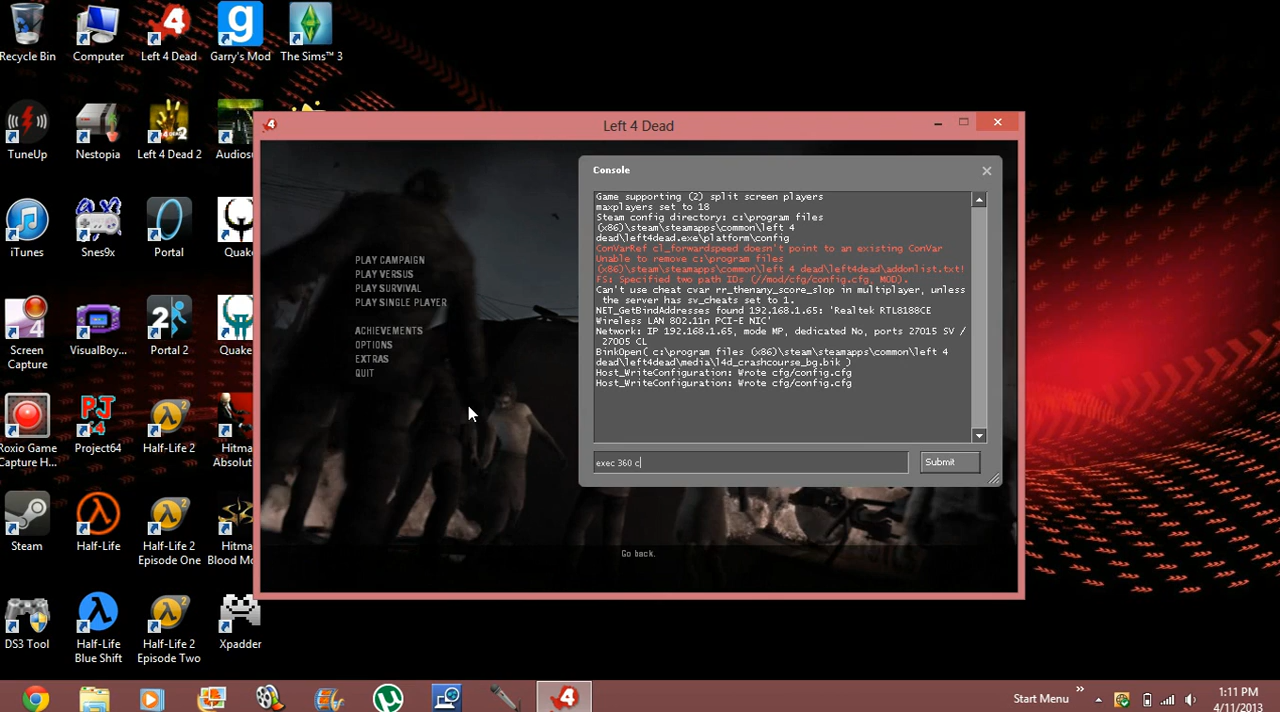 Recycle Bin
Computer
Left 4 Dead
Garry's Mod
The Sims™ 3
TuneUp
Nestopia
Left 4 Dead 2
iTunes
Snes9x
Portal
Screen
Capture
VisualBoy...
Portal 2
Roxio Game
Capture H...
Project64
Half-Life 2
Steam
Half-Life
Half-Life 2
Episode One
DS3 Tool
Half-Life
Blue Shift
Half-Life 2
Episode Two
Xpadder
Left 4 Dead
PLAY CAMPAIGN
PLAY VERSUS
PLAY SURVIVAL
PLAY SINGLE PLAYER
ACHIEVEMENTS
OPTIONS
EXTRAS
QUIT
Go back.
Console
Game supporting (2) split screen players
maxplayers set to 18
Steam config directory: c:\program files
(x86)\steam\steamapps\common\left 4
dead\left4dead.exe\platform\config
ConVarRef cl_forwardspeed doesn't point to an existing ConVar
Unable to remove c:\program files
(x86)\steam\steamapps\common\left 4 dead\left4dead\addonlist.txt!
FS: Specified two path IDs (//mod/cfg/config.cfg, MOD).
Can't use cheat cvar rr_thenany_score_slop in multiplayer, unless
the server has sv_cheats set to 1.
NET_GetBindAddresses found 192.168.1.65: 'Realtek RTL8188CE
Wireless LAN 802.11n PCI-E NIC'
Network: IP 192.168.1.65, mode MP, dedicated No, ports 27015 SV /
27005 CL
BinkOpen( c:\program files (x86)\steam\steamapps\common\left 4
dead\left4dead\media\l4d_crashcourse_bg.bik )
Host_WriteConfiguration: Wrote cfg/config.cfg
Host_WriteConfiguration: Wrote cfg/config.cfg
exec 360 c
Submit
Start Menu
1:11 PM
4/11/2013